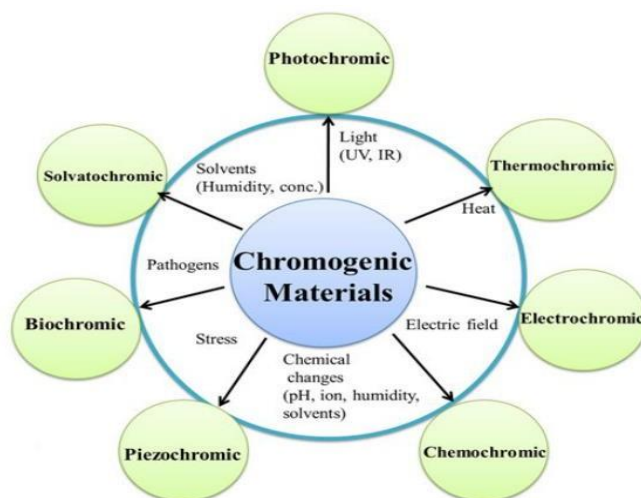 Photochromic
Light
(UV, IR)
Thermochromic
Heat
Solvents
(Humidity, conc.)
Solvatochromic
Chromogenic
Materials
Pathogens
Biochromic
Electric field
Electrochromic
Stress
Piezochromic
Chemical
changes
(pH, ion, humidity,
solvents)
Chemochromic